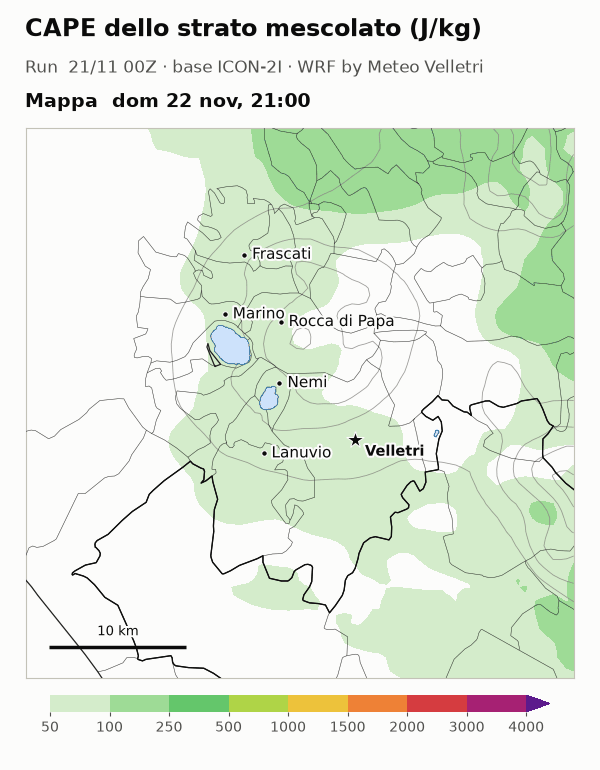 CAPE dello strato mescolato (J/kg)
Run  21/11 00Z · base ICON-2I · WRF by Meteo Velletri
Mappa  dom 22 nov, 21:00
Frascati
Marino
Rocca di Papa
Nemi
Velletri
Lanuvio
10 km
50 100 250 500 1000 1500 2000 3000 4000